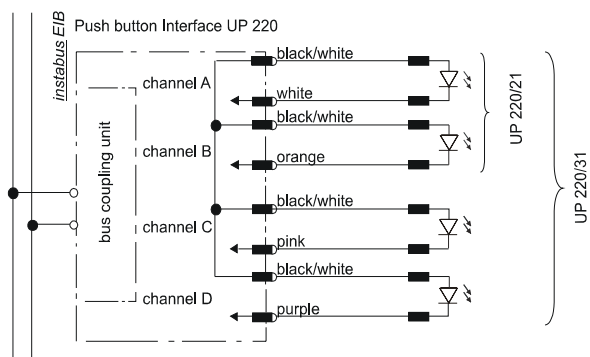 instabus EIB
Push button Interface UP 220
bus coupling unit
channel A
black/white
white
black/white
channel B
orange
black/white
channel C
pink
black/white
channel D
purple
UP 220/21
UP 220/31